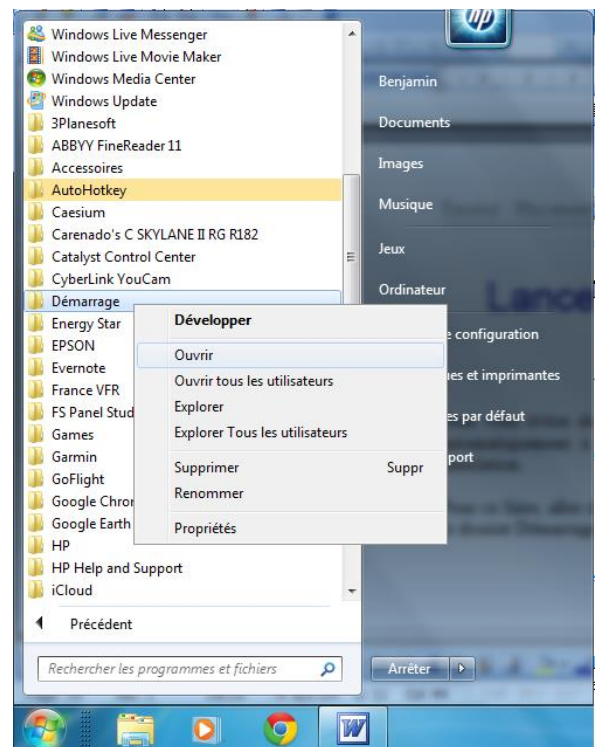 hp
Windows Live Messenger
Windows Live Movie Maker
Windows Media Center
Windows Update
3Planesoft
ABBYY FineReader 11
Accessoires
AutoHotkey
Caesium
Carenado's C SKYLANE II RG R182
Catalyst Control Center
CyberLink YouCam
Démarrage
Energy Star
EPSON
Evernote
France VFR
FS Panel Stud
Games
Garmin
GoFlight
Google Chror
Google Earth
HP
HP Help and Support
iCloud
Précédent
Rechercher les programmes et fichiers
Développer
Ouvrir
Ouvrir tous les utilisateurs
Explorer
Explorer Tous les utilisateurs
Supprimer Suppr
Renommer
Propriétés
Benjamin
Documents
Images
Musique
Jeux
Ordinateur
Lance
e configuration
es et imprimantes
es par défaut
port
Arrêter
W